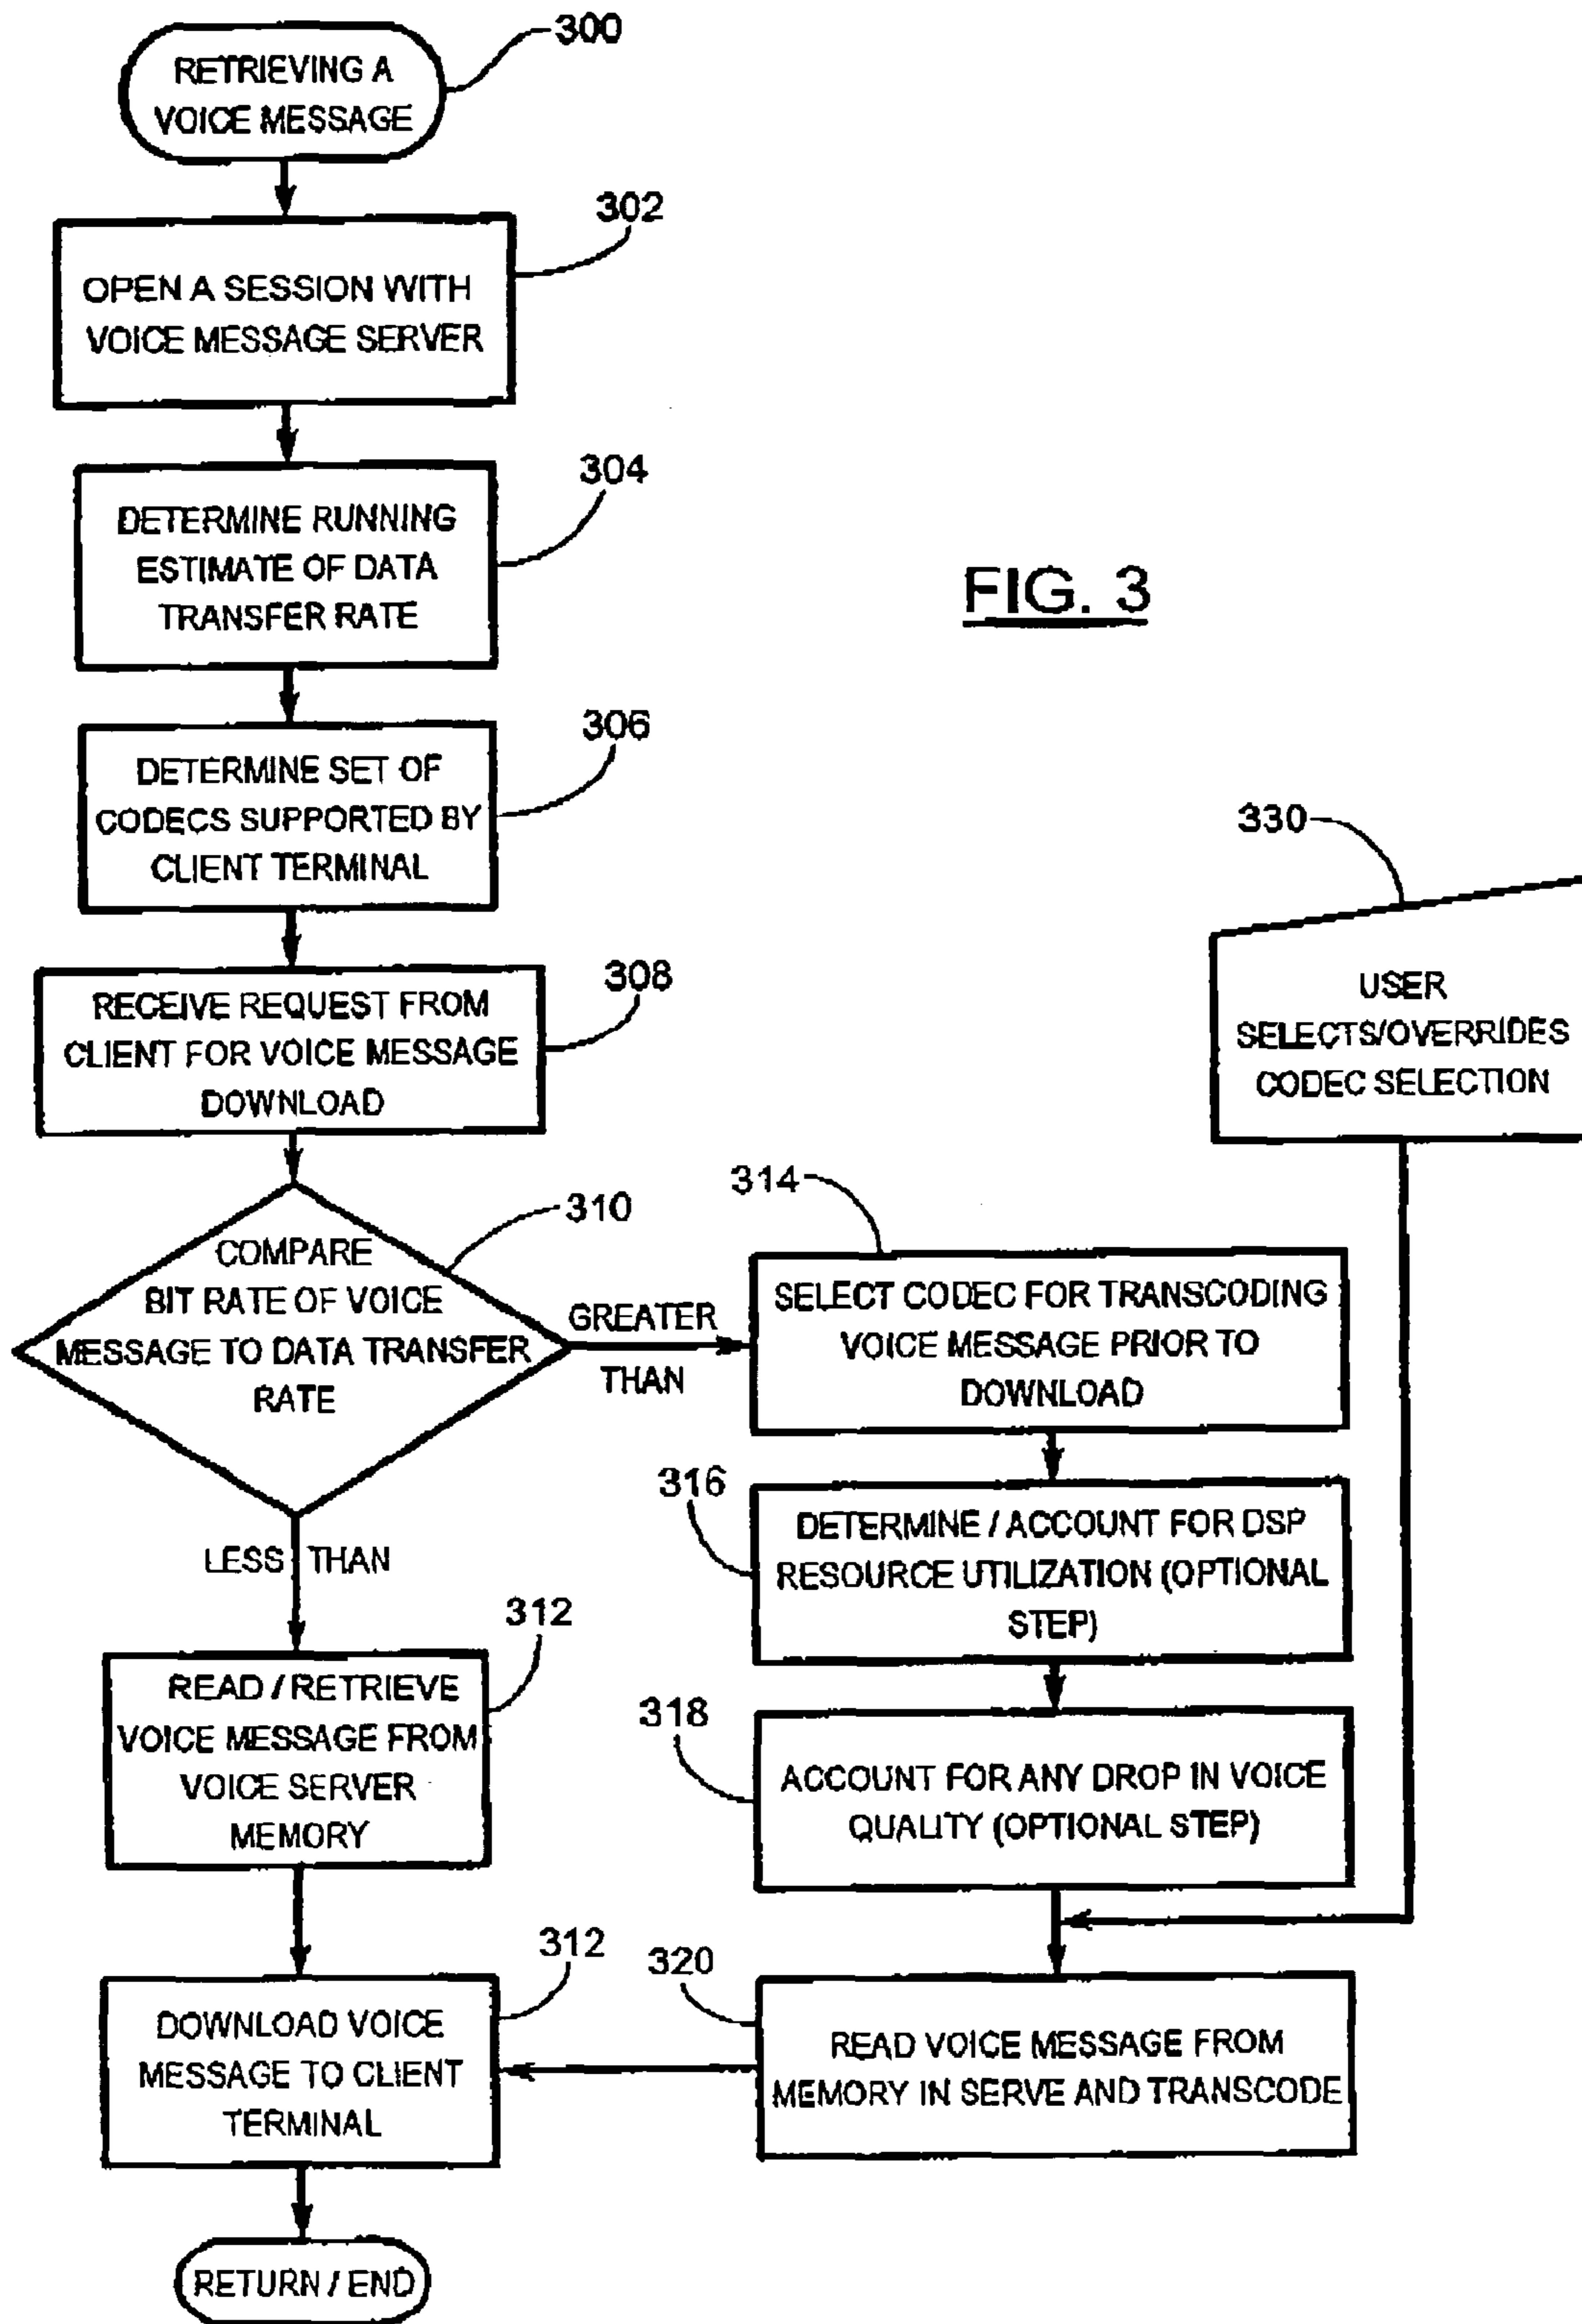 300
RETRIEVING A
VOICE MESSAGE
302
OPEN A SESSION WITH
VOICE MESSAGE SERVER
304
DETERMINE RUNNING
ESTIMATE OF DATA
TRANSFER RATE
FIG. 3
306
DETERMINE SET OF
CODECS SUPPORTED BY
CLIENT TERMINAL
308
RECEIVE REQUEST FROM
CLIENT FOR VOICE MESSAGE
DOWNLOAD
330
USER
SELECTS/OVERRIDES
CODEC SELECTION
310
COMPARE
BIT RATE OF VOICE
MESSAGE TO DATA TRANSFER
RATE
GREATER
THAN
LESS THAN
314
SELECT CODEC FOR TRANSCODING
VOICE MESSAGE PRIOR TO
DOWNLOAD
316
DETERMINE / ACCOUNT FOR DSP
RESOURCE UTILIZATION (OPTIONAL
STEP)
312
READ / RETRIEVE
VOICE MESSAGE FROM
VOICE SERVER
MEMORY
318
ACCOUNT FOR ANY DROP IN VOICE
QUALITY (OPTIONAL STEP)
312
DOWNLOAD VOICE
MESSAGE TO CLIENT
TERMINAL
320
READ VOICE MESSAGE FROM
MEMORY IN SERVE AND TRANSCODE
RETURN / END